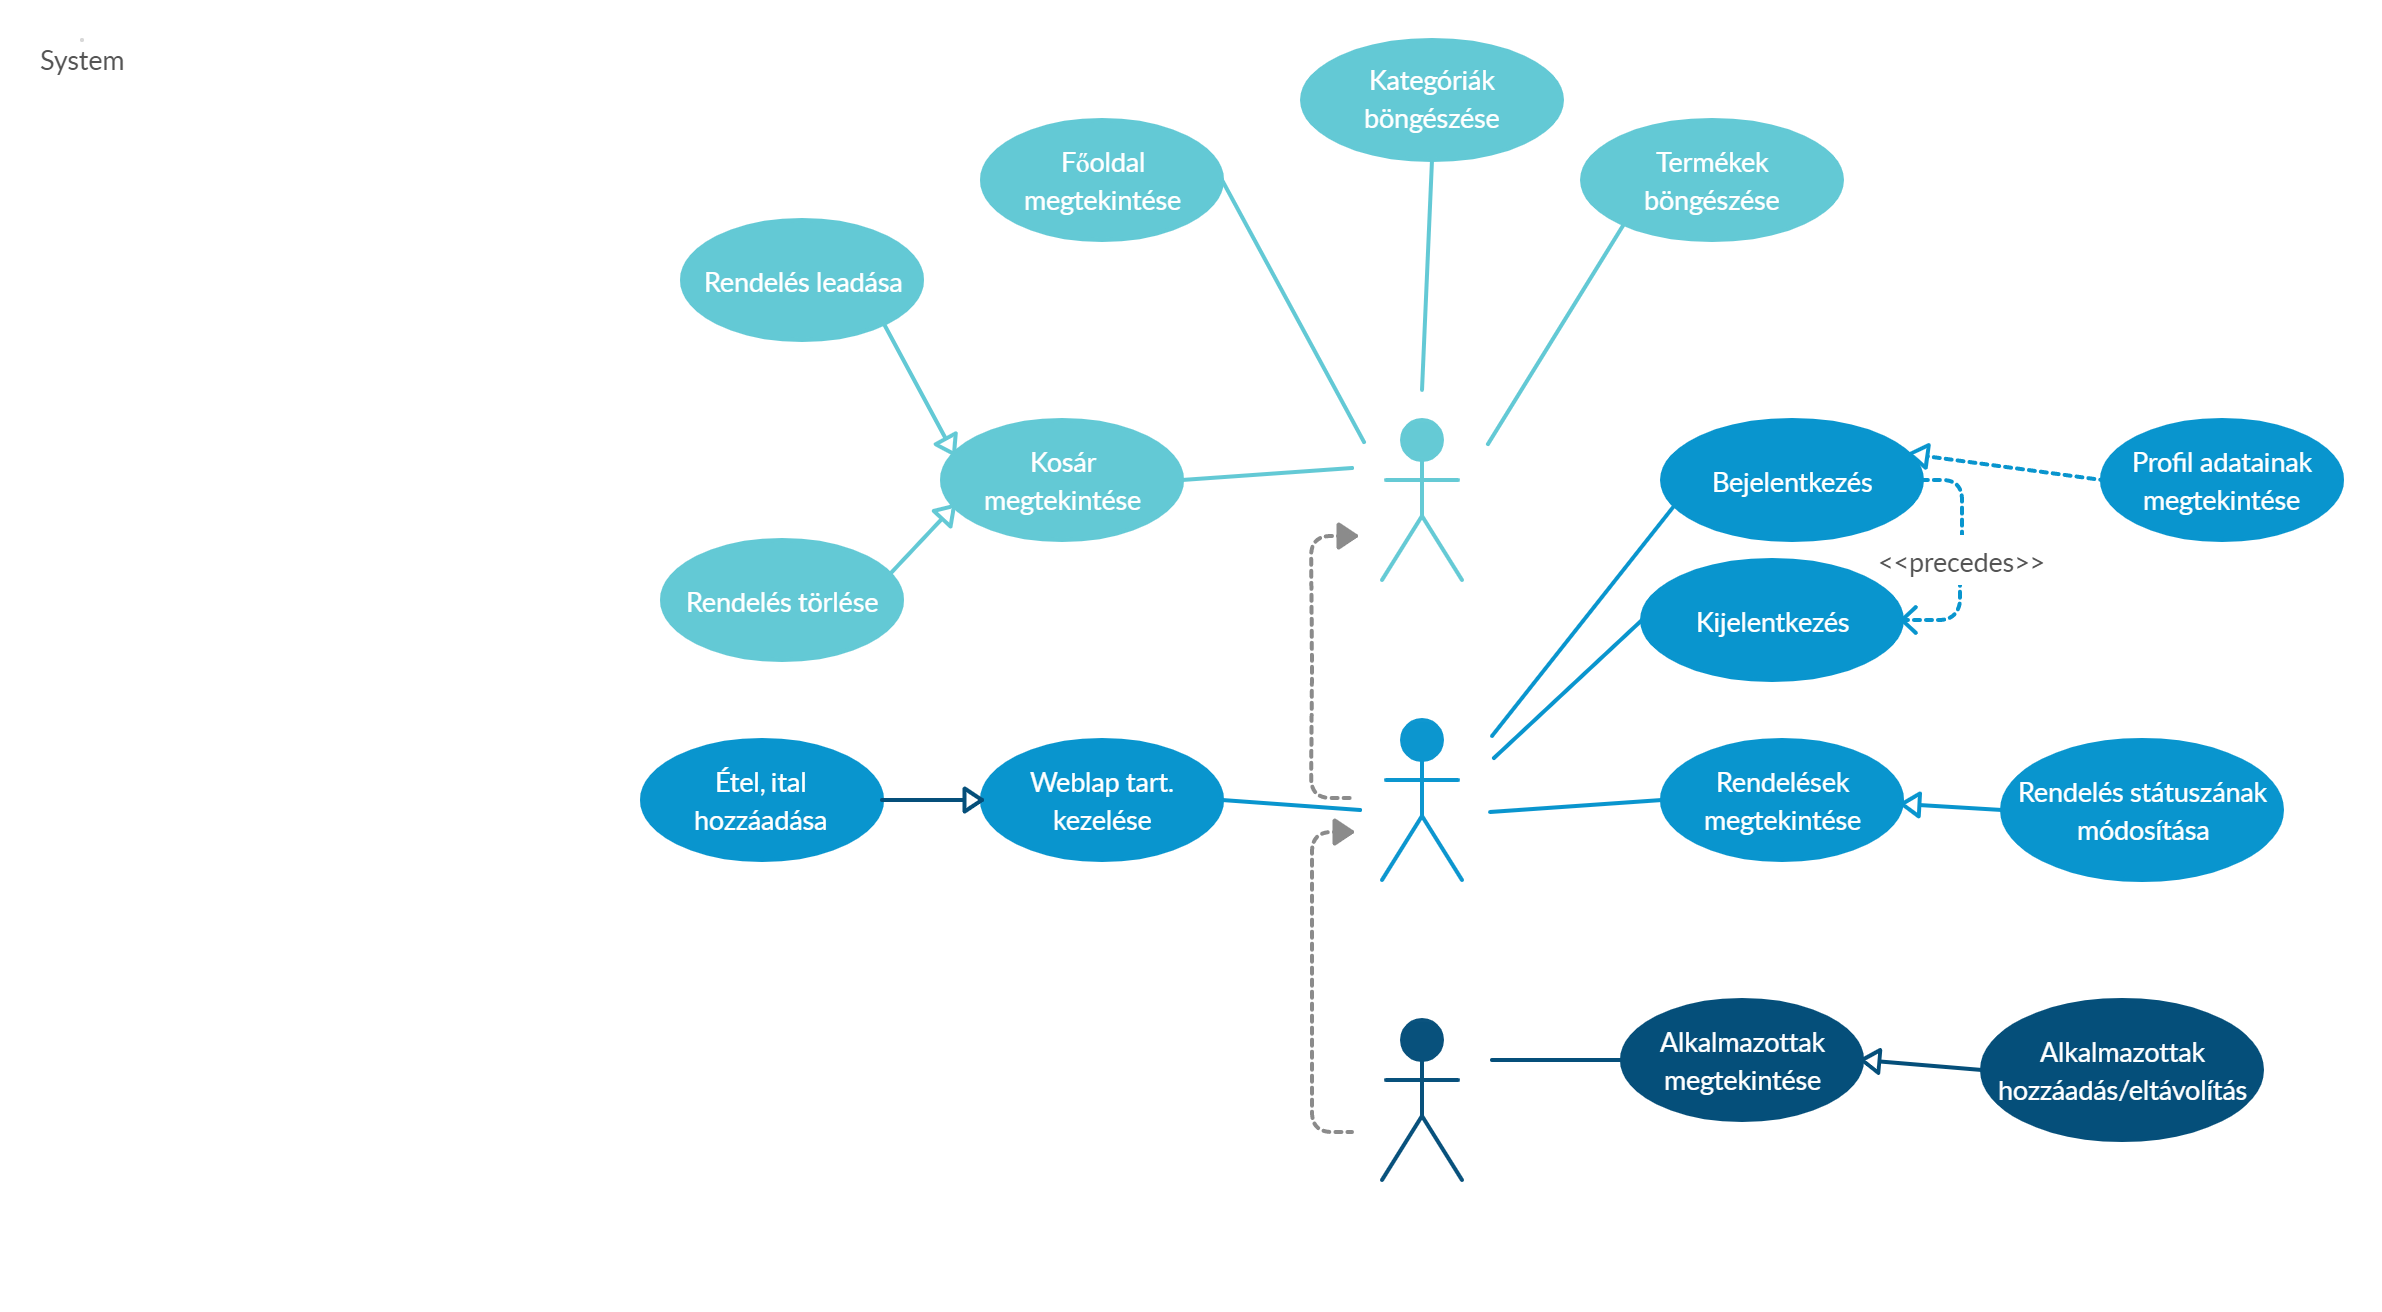 System
Kategóriák
böngészése
Főoldal
megtekintése
Termékek
böngészése
Rendelés leadása
Kosár
megtekintése
Bejelentkezés
Profil adatainak
megtekintése
<<precedes>>
Rendelés törlése
Kijelentkezés
Étel, ital
hozzáadása
Weblap tart.
kezelése
Rendelések
megtekintése
Rendelés státuszának
módosítása
Alkalmazottak
megtekintése
Alkalmazottak
hozzáadás/eltávolítás